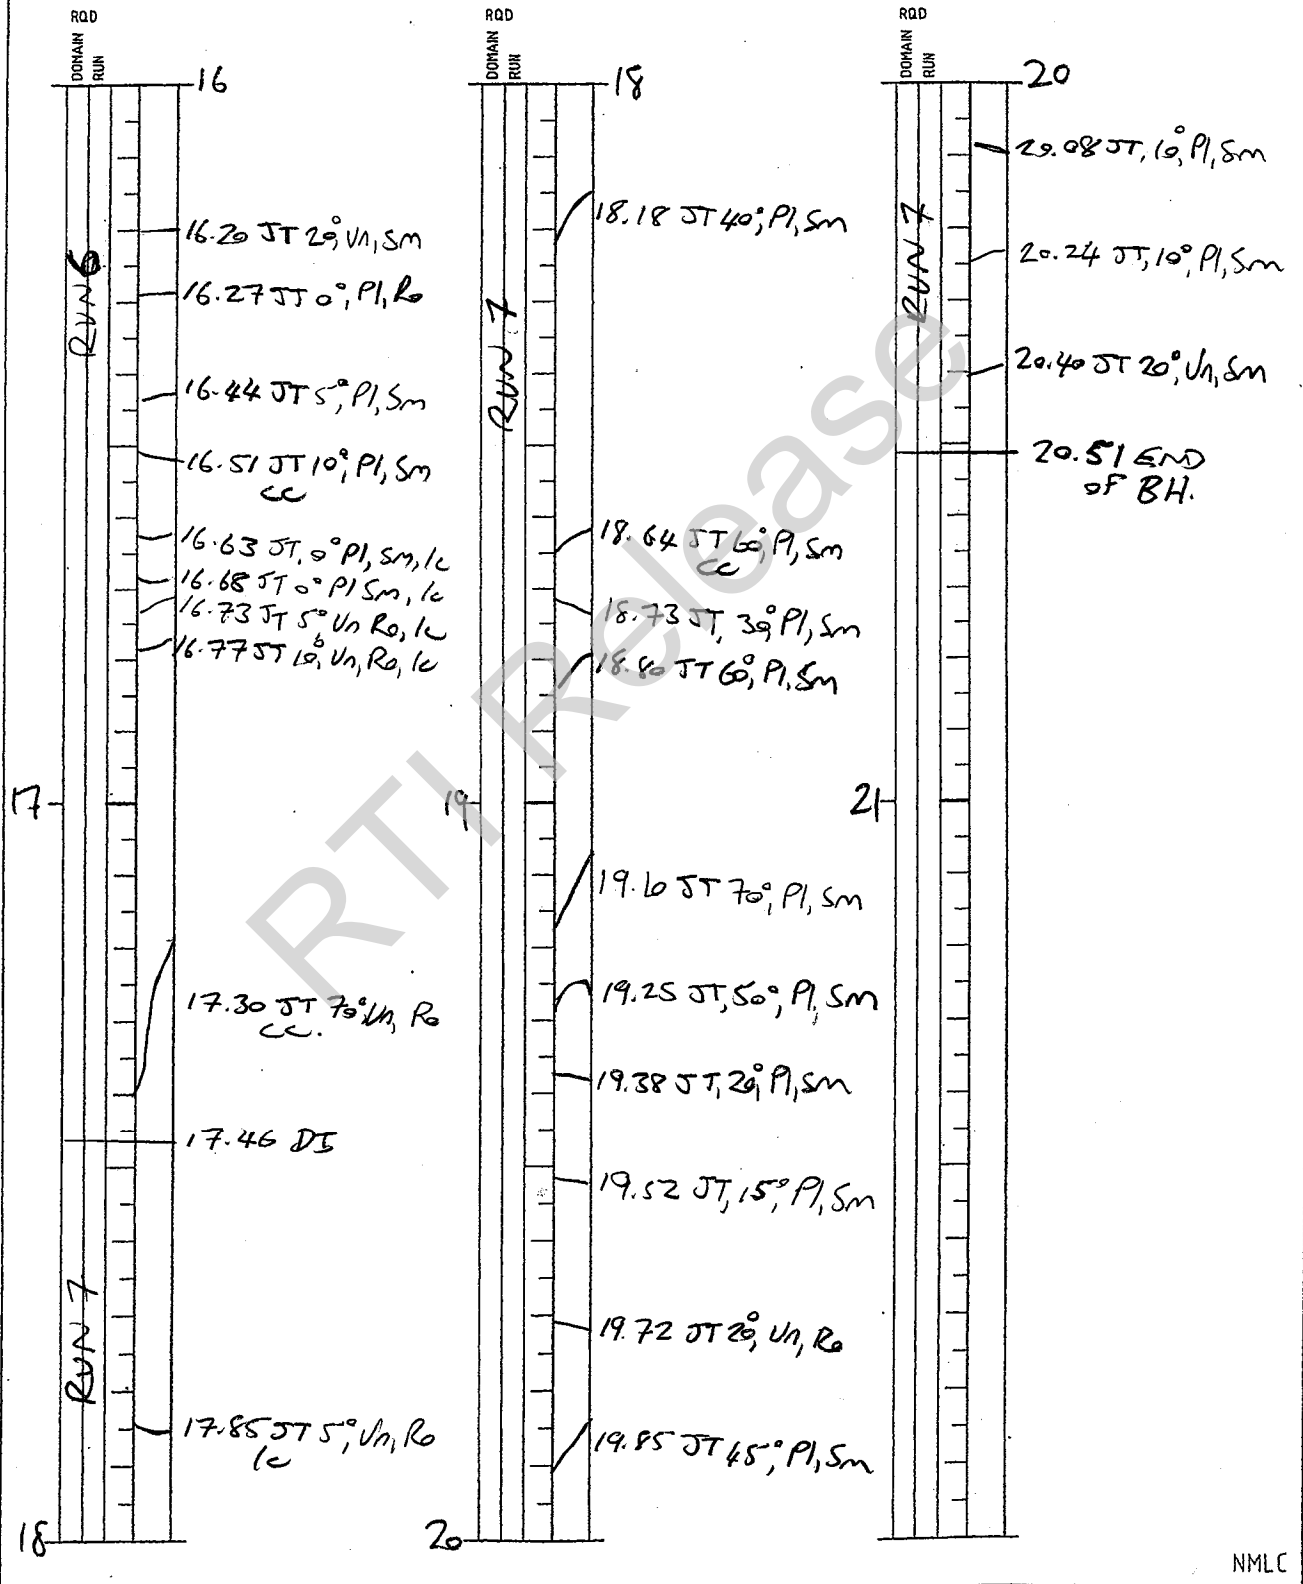 RQD
DOMAIN
RUN
16
RUN 6
16.20 JT 20°, Un, Sm
16.27 JT 0°, Pl, Ro
16.44 JT 5°, Pl, Sm
16.51 JT 10°, Pl, Sm
CC
16.63 JT, 0° Pl, Sm, Ic
16.68 JT 0° Pl Sm, Ic
16.73 JT 5° Un Ro, Ic
16.77 JT 10°, Un, Ro, Ic
17
17.30 JT 70°, Un, Ro
CC.
17.46 DI
RUN 7
17.85 JT 5°, Un, Ro
Ic
18
RQD
DOMAIN
RUN
18
18.18 JT 40°, Pl, Sm
RUN 7
18.64 JT 60°, Pl, Sm
CC
18.73 JT, 30°, Pl, Sm
18.80 JT 60°, Pl, Sm
19
19.10 JT 70°, Pl, Sm
19.25 JT, 50°, Pl, Sm
19.38 JT, 20°, Pl, Sm
19.52 JT, 15°, Pl, Sm
19.72 JT 20°, Un, Ro
19.85 JT 45°, Pl, Sm
20
RQD
DOMAIN
RUN
20
20.08 JT, 10°, Pl, Sm
RUN 7
20.24 JT, 10°, Pl, Sm
20.40 JT 20°, Un, Sm
20.51 END
OF BH.
21
NMLC
RTI Release